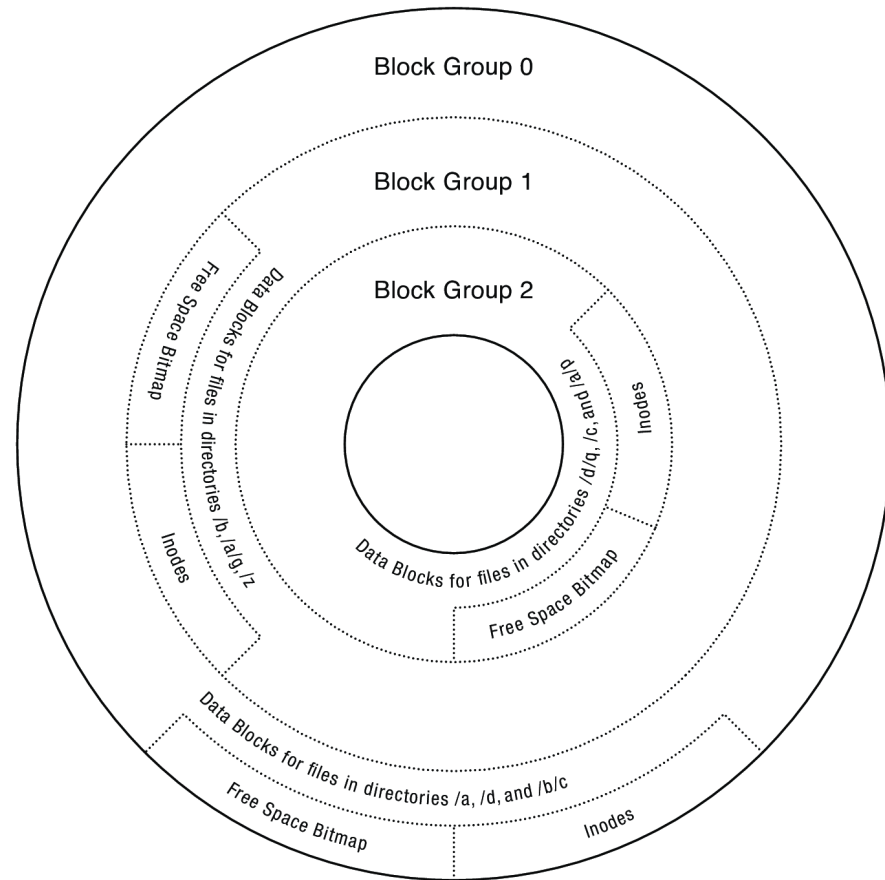 Block Group 0
Block Group 1
Block Group 2
Free Space Bitmap
Data Blocks for files in directories /b, /a/g, /z
Inodes
Inodes
Data Blocks for files in directories /d/b, /c, and /a/p
Free Space Bitmap
Data Blocks for files in directories /a, /d, and /b/c
Free Space Bitmap
Inodes